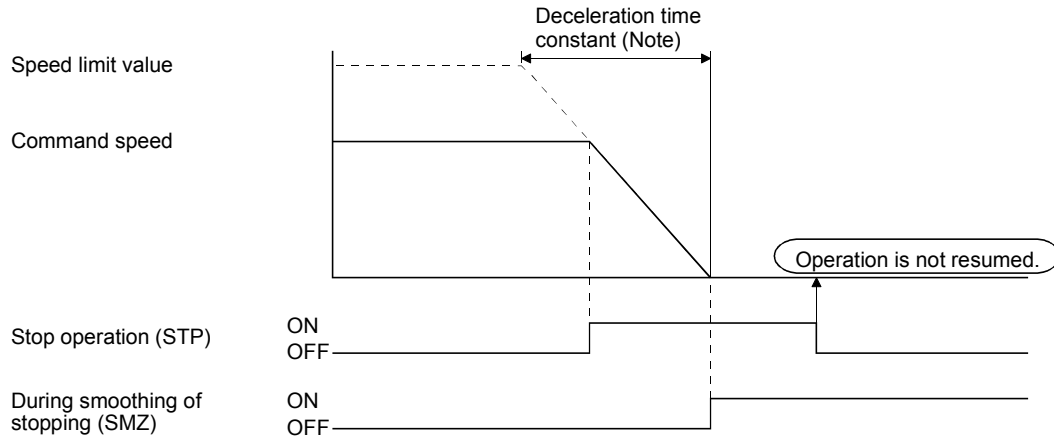 Deceleration time
constant (Note)
Speed limit value
Command speed
Operation is not resumed.
Stop operation (STP)
ON
OFF
During smoothing of
stopping (SMZ)
ON
OFF